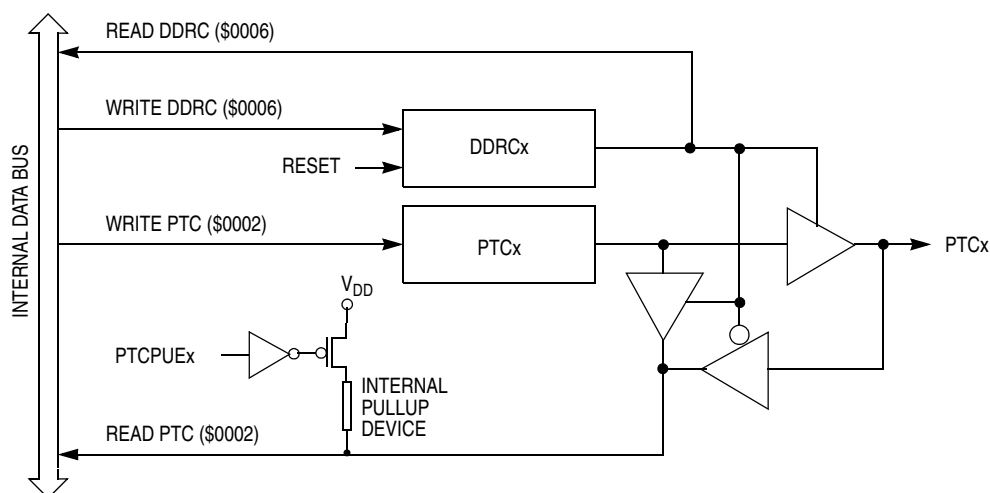 READ DDRC ($0006)
WRITE DDRC ($0006)
RESET
DDRCx
WRITE PTC ($0002)
PTCx
PTCx
INTERNAL DATA BUS
VDD
PTCPUEx
INTERNAL
PULLUP
DEVICE
READ PTC ($0002)